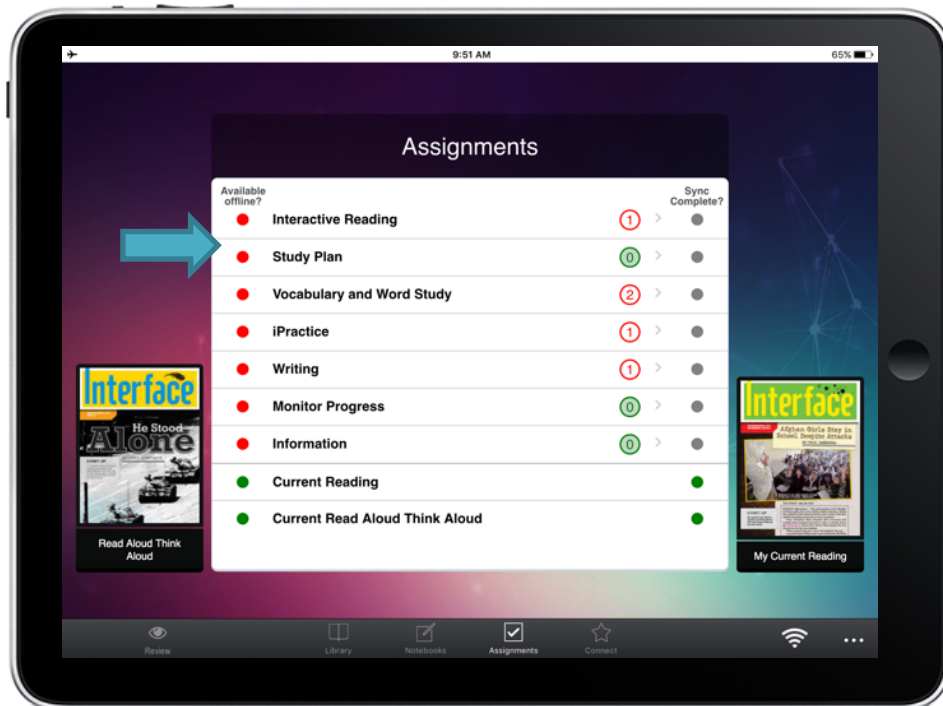 9:51 AM
65%
Assignments
Available
offline?
Sync
Complete?
Interactive Reading
1
Study Plan
0
Vocabulary and Word Study
2
iPractice
1
Writing
1
Monitor Progress
0
Information
0
Current Reading
Current Read Aloud Think Aloud
Interface
He Stood
Alone
Read Aloud Think
Aloud
Interface
Afghan Girls Stay in
School Despite Attacks
My Current Reading
Review
Library
Notebooks
Assignments
Connect